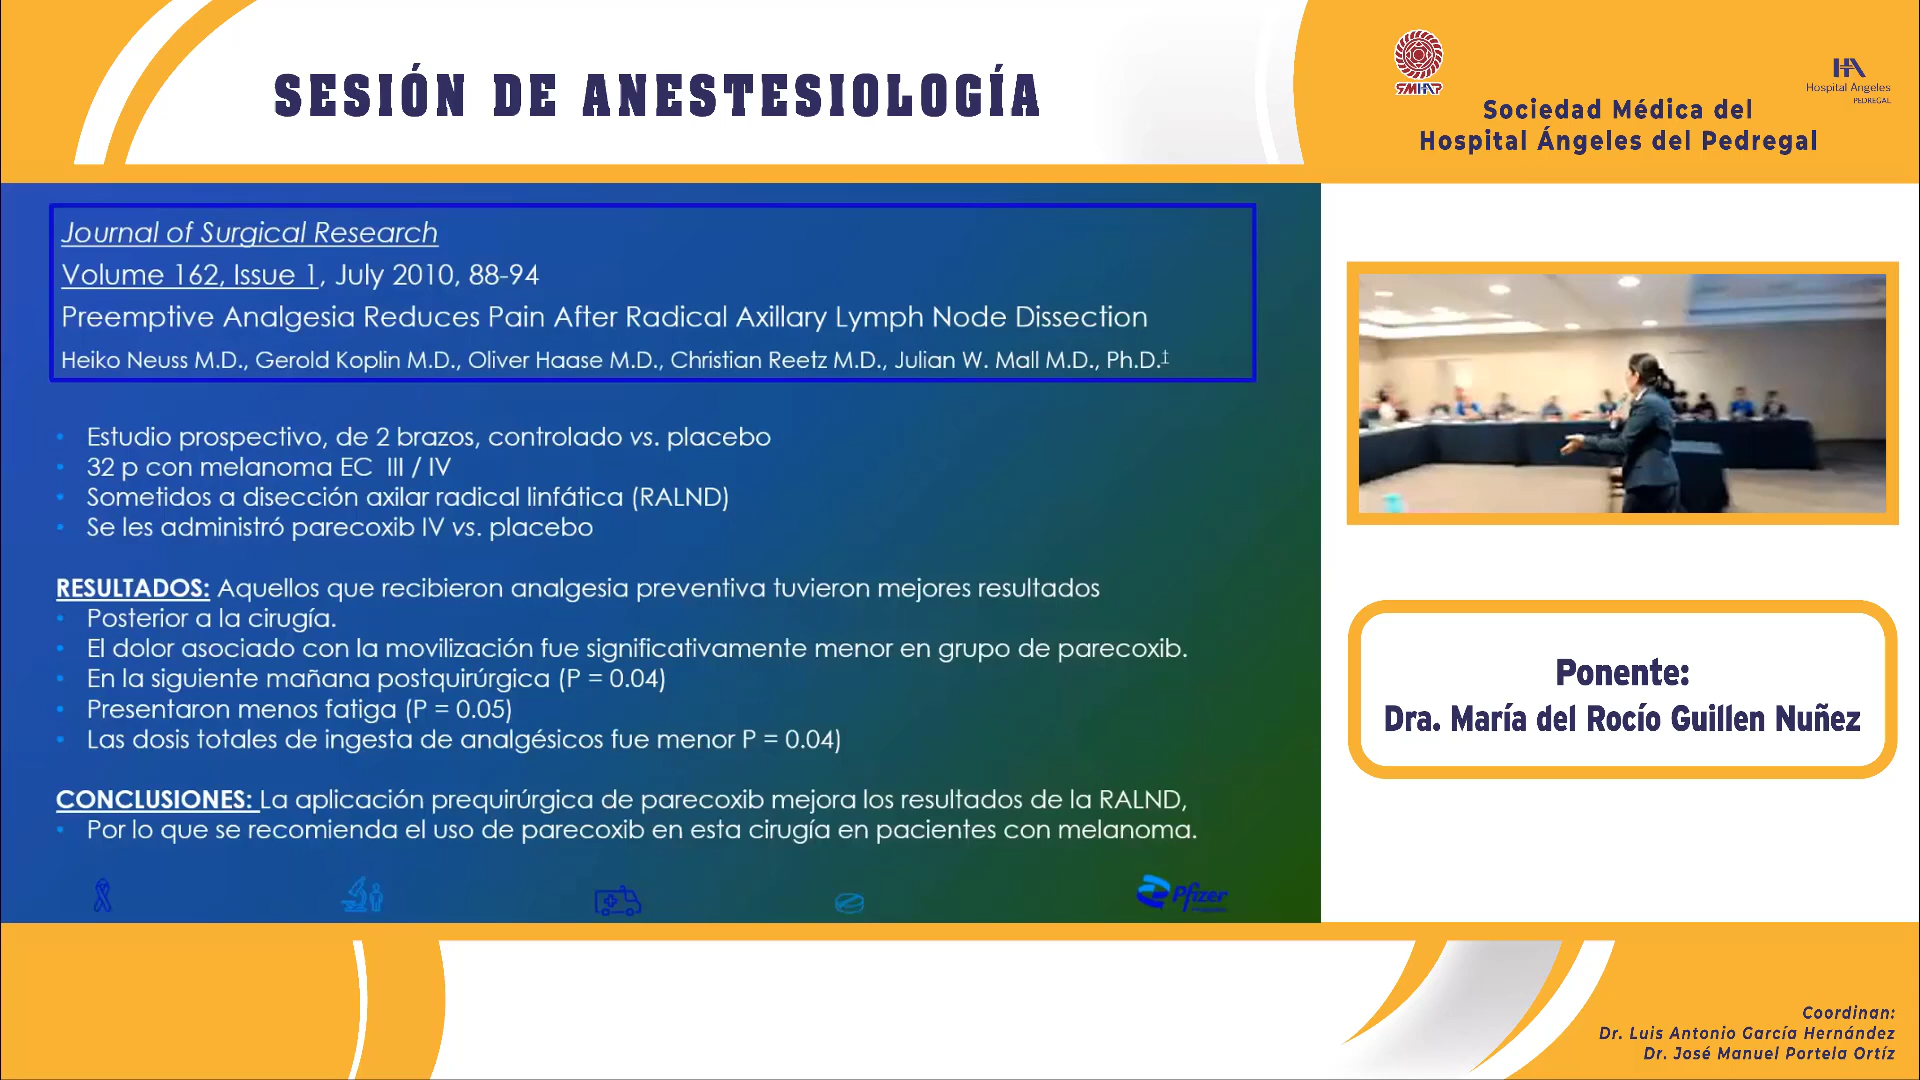 SESIÓN DE ANESTESIOLOGÍA
SMHAP
HA
Hospital Angeles
PEDREGAL
Sociedad Médica del
Hospital Ángeles del Pedregal
Journal of Surgical Research
Volume 162, Issue 1, July 2010, 88-94
Preemptive Analgesia Reduces Pain After Radical Axillary Lymph Node Dissection
Heiko Neuss M.D., Gerold Koplin M.D., Oliver Haase M.D., Christian Reetz M.D., Julian W. Mall M.D., Ph.D.‡
• Estudio prospectivo, de 2 brazos, controlado vs. placebo
• 32 p con melanoma EC III / IV
• Sometidos a disección axilar radical linfática (RALND)
• Se les administró parecoxib IV vs. placebo
RESULTADOS: Aquellos que recibieron analgesia preventiva tuvieron mejores resultados
• Posterior a la cirugía.
• El dolor asociado con la movilización fue significativamente menor en grupo de parecoxib.
• En la siguiente mañana postquirúrgica (P = 0.04)
• Presentaron menos fatiga (P = 0.05)
• Las dosis totales de ingesta de analgésicos fue menor P = 0.04)
CONCLUSIONES: La aplicación prequirúrgica de parecoxib mejora los resultados de la RALND,
• Por lo que se recomienda el uso de parecoxib en esta cirugía en pacientes con melanoma.
Pfizer
Ponente:
Dra. María del Rocío Guillen Nuñez
Coordinan:
Dr. Luis Antonio García Hernández
Dr. José Manuel Portela Ortíz